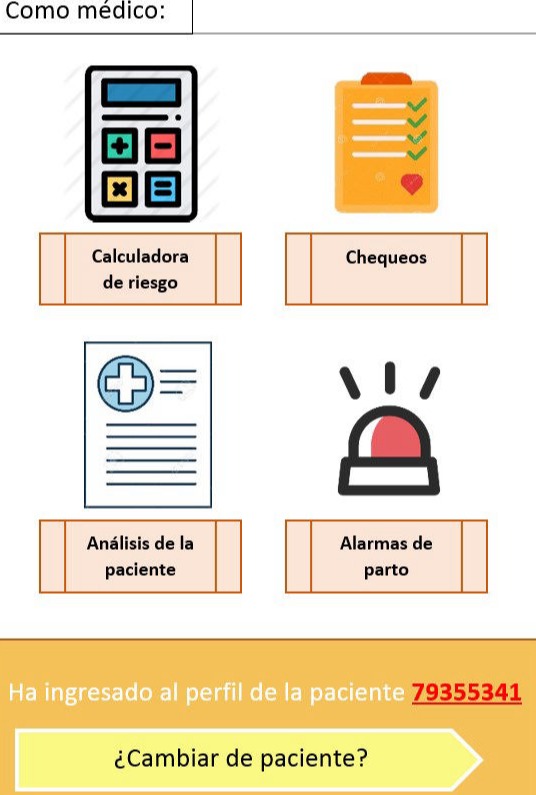 Como médico:
Calculadora
de riesgo
Chequeos
Análisis de la
paciente
Alarmas de
parto
Ha ingresado al perfil de la paciente 79355341
¿Cambiar de paciente?